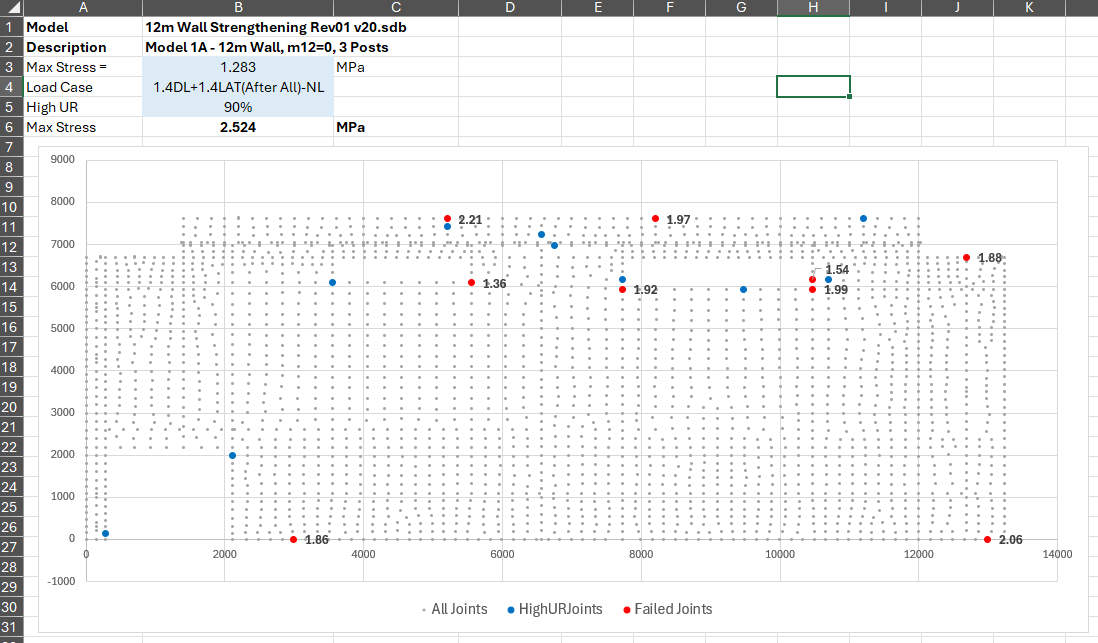 A B C D E F G H I J K
1 Model 12m Wall Strengthening Rev01 v20.sdb
2 Description Model 1A - 12m Wall, m12=0, 3 Posts
3 Max Stress = 1.283 MPa
4 Load Case 1.4DL+1.4LAT(After All)-NL
5 High UR 90%
6 Max Stress 2.524 MPa
7
8 9000
9
10 8000
11 2.21 1.97
12 7000
13 1.88
1.54
14 6000 1.36 1.92 1.99
15
16 5000
17
18 4000
19
20 3000
21
22 2000
23
24 1000
25
26 0 1.86 2.06
27 0 2000 4000 6000 8000 10000 12000 14000
28
29 -1000
30 All Joints HighURJoints Failed Joints
31